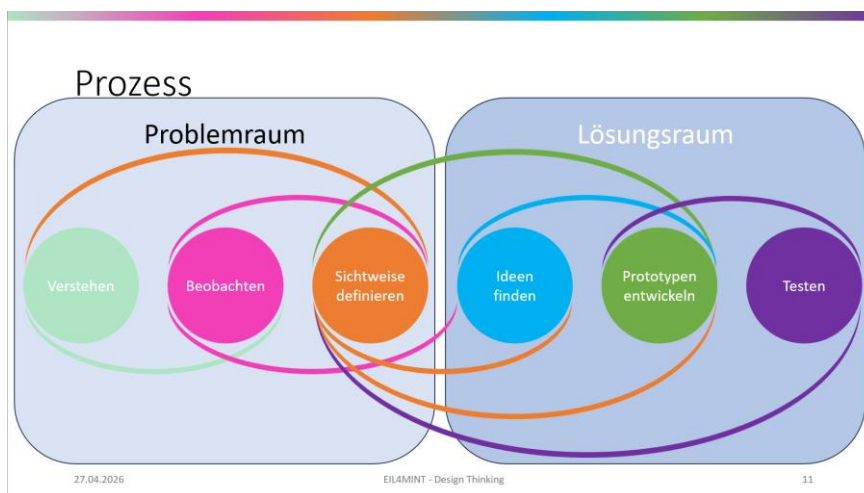 Prozess
Problemraum
Lösungsraum
Verstehen
Beobachten
Sichtweise
definieren
Ideen
finden
Prototypen
entwickeln
Testen
27.04.2026
EIL4MINT - Design Thinking
11